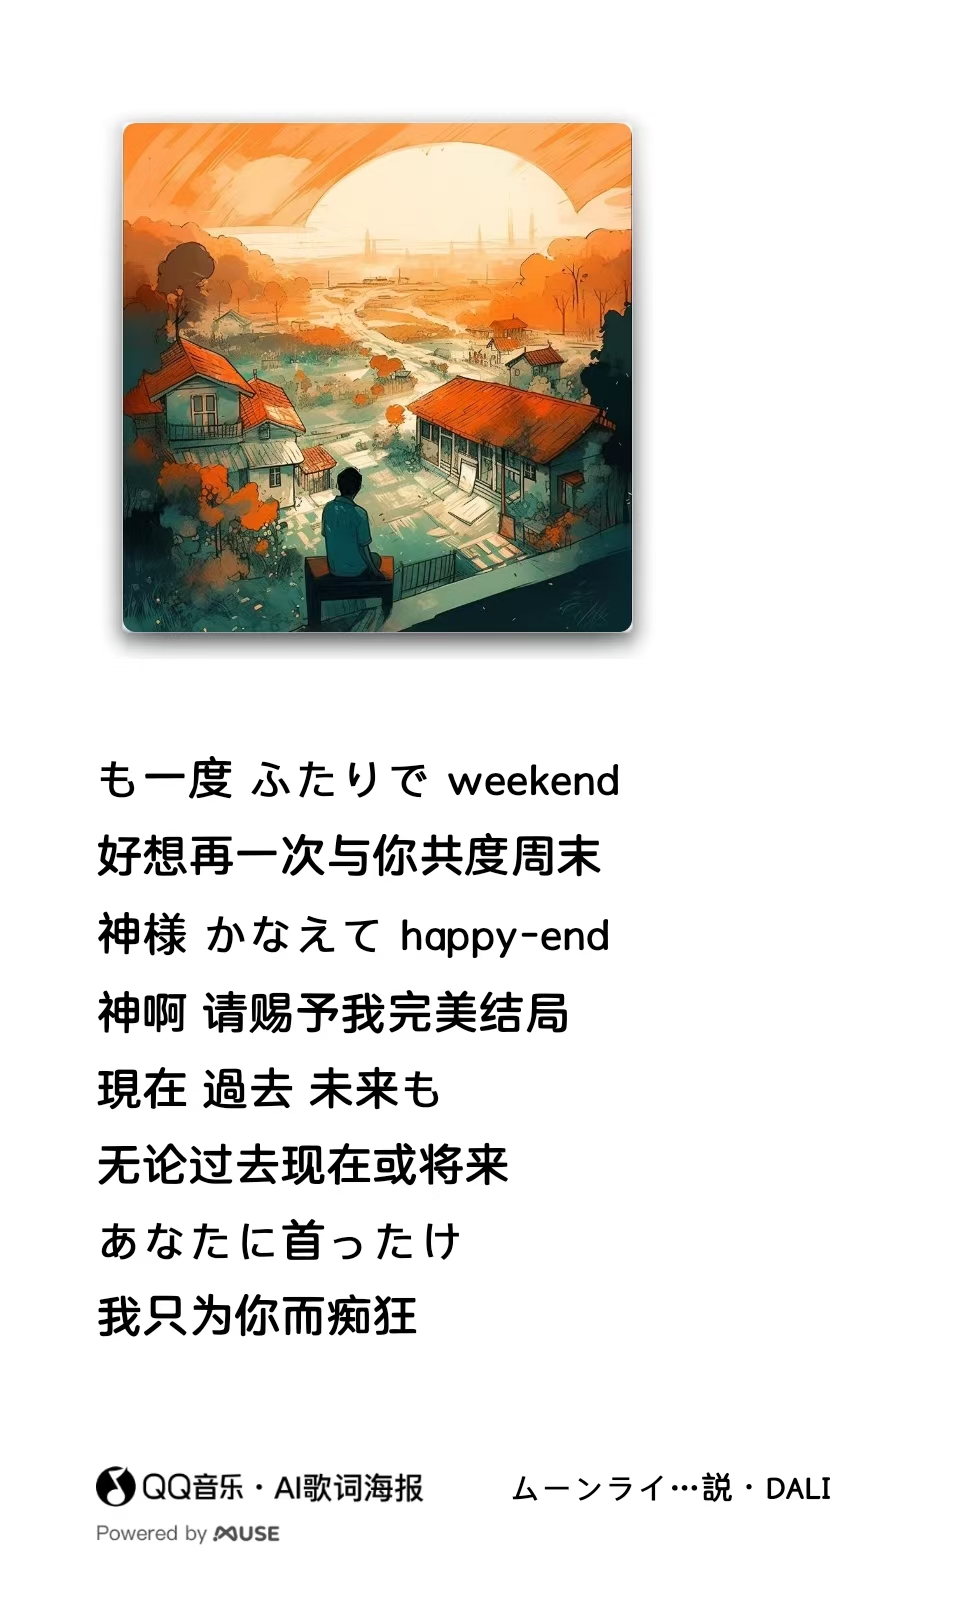 も一度 ふたりで weekend
好想再一次与你共度周末
神様 かなえて happy-end
神啊 请赐予我完美结局
現在 過去 未来も
无论过去现在或将来
あなたに首ったけ
我只为你而痴狂
QQ音乐·AI歌词海报
ムーンライ…説·DALI
Powered by MUSE